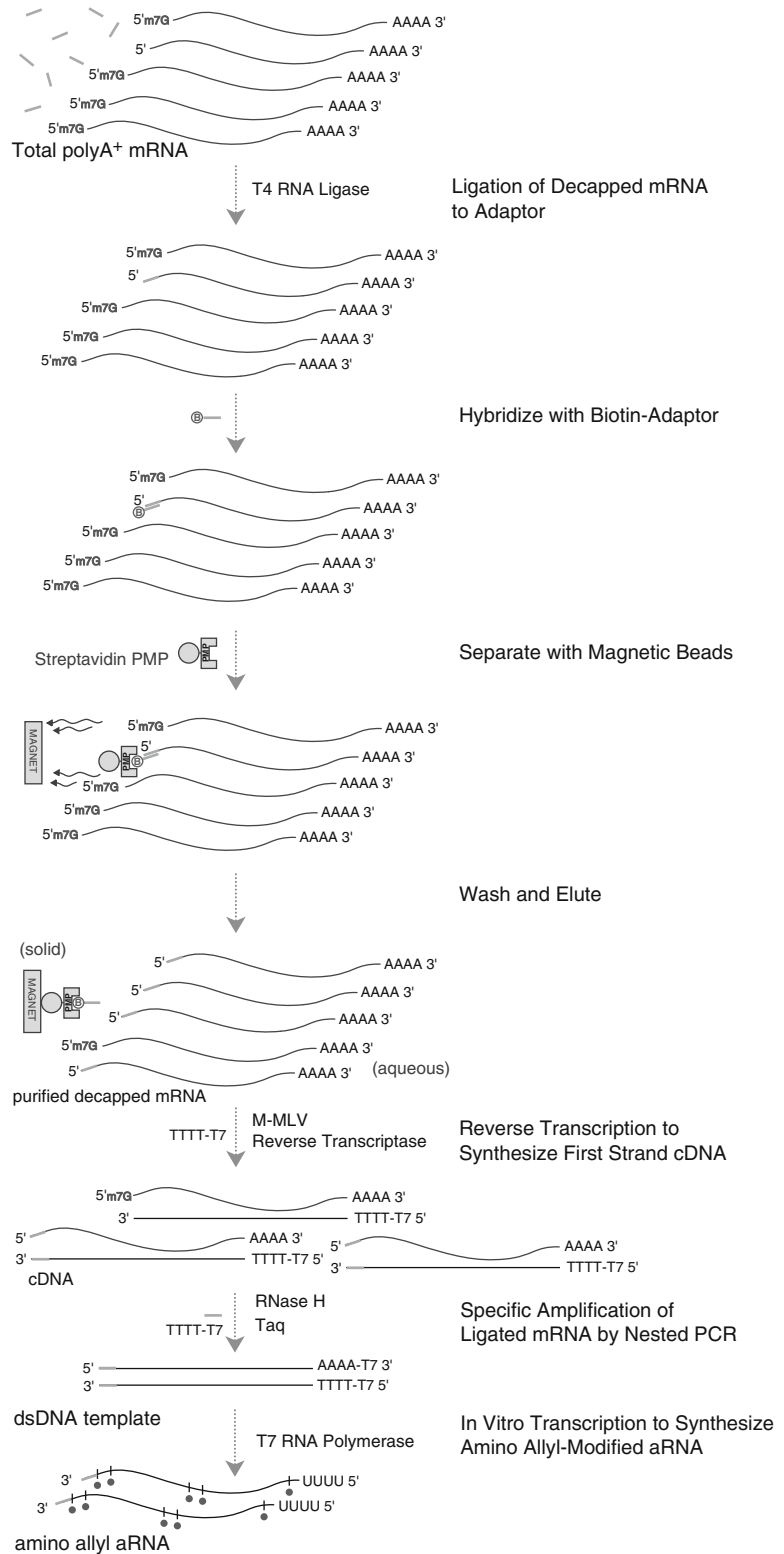 5'm7G AAAA 3'
5' AAAA 3'
5'm7G AAAA 3'
5'm7G AAAA 3'
5'm7G AAAA 3'
Total polyA+ mRNA
T4 RNA Ligase
Ligation of Decapped mRNA
to Adaptor
5'm7G AAAA 3'
5' AAAA 3'
5'm7G AAAA 3'
5'm7G AAAA 3'
5'm7G AAAA 3'
B
Hybridize with Biotin-Adaptor
5'm7G AAAA 3'
5' AAAA 3'
B
5'm7G AAAA 3'
5'm7G AAAA 3'
5'm7G AAAA 3'
Streptavidin PMP
PMP
Separate with Magnetic Beads
MAGNET
5'm7G AAAA 3'
5' AAAA 3'
PMP
B
5'm7G AAAA 3'
5'm7G AAAA 3'
5'm7G AAAA 3'
Wash and Elute
(solid)
MAGNET
PMP
B
5' AAAA 3'
5' AAAA 3'
5' AAAA 3'
5'm7G AAAA 3'
5' AAAA 3'
(aqueous)
purified decapped mRNA
TTTT-T7
M-MLV
Reverse Transcriptase
Reverse Transcription to
Synthesize First Strand cDNA
5'm7G AAAA 3'
3' TTTT-T7 5'
5' AAAA 3'
3' TTTT-T7 5'
5' AAAA 3'
3' TTTT-T7 5'
cDNA
TTTT-T7
RNase H
Taq
Specific Amplification of
Ligated mRNA by Nested PCR
5' AAAA-T7 3'
3' TTTT-T7 5'
dsDNA template
T7 RNA Polymerase
In Vitro Transcription to Synthesize
Amino Allyl-Modified aRNA
3' UUUU 5'
3' UUUU 5'
amino allyl aRNA